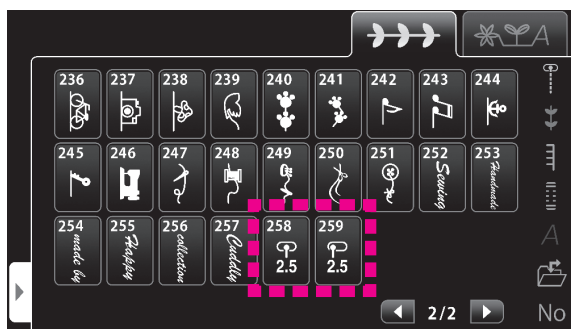 A
236 237 238 239 240 241 242 243 244
245 246 247 248 249 250 251 252 253
Sewing Handmade
254 255 256 257 258 259
made by Happy collection Cuddly 2.5 2.5
A
2/2
No